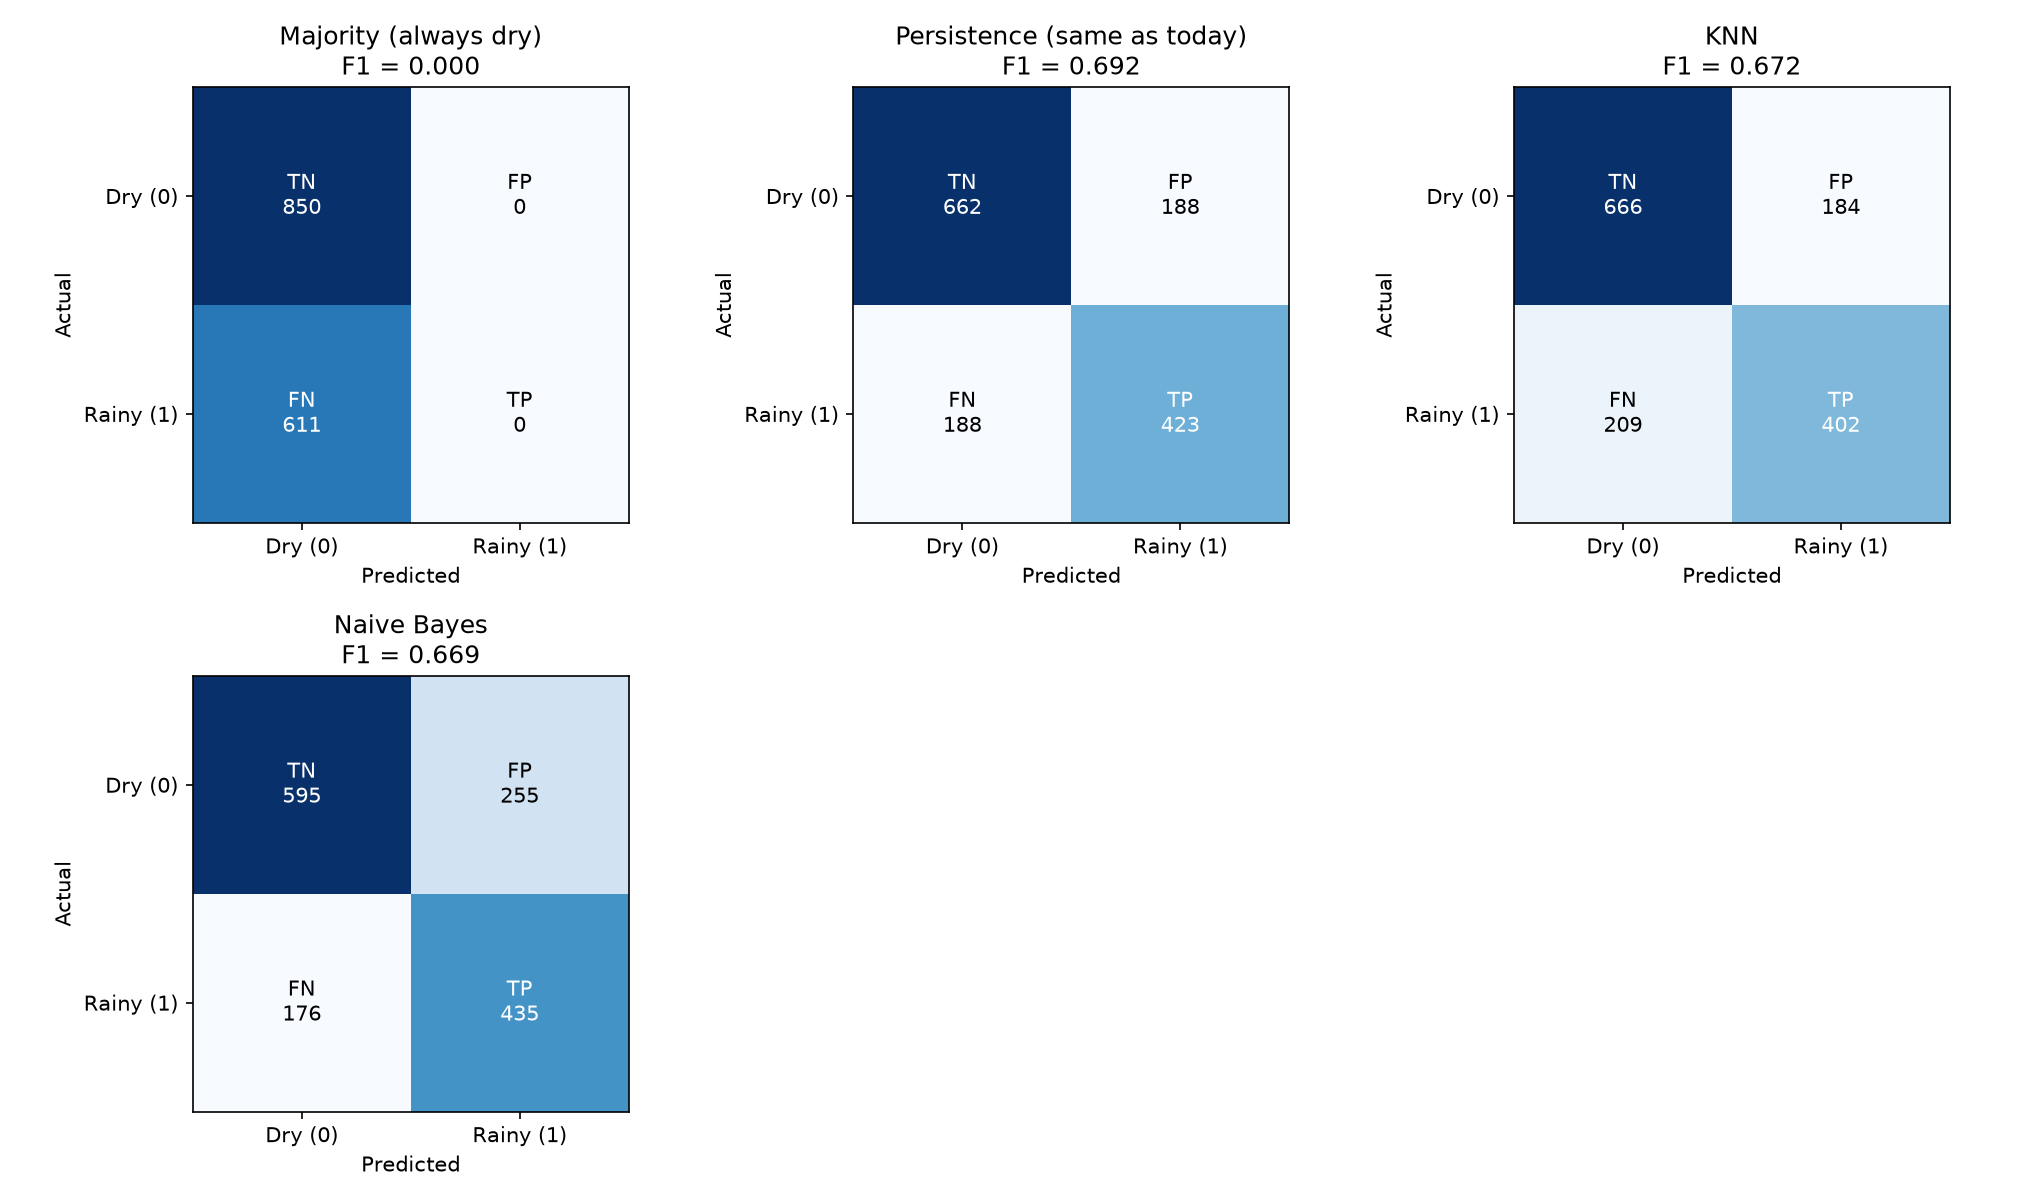 Majority (always dry)
F1 = 0.000
Actual
Dry (0)
Rainy (1)
TN
850
FP
0
FN
611
TP
0
Dry (0)
Rainy (1)
Predicted
Persistence (same as today)
F1 = 0.692
Actual
Dry (0)
Rainy (1)
TN
662
FP
188
FN
188
TP
423
Dry (0)
Rainy (1)
Predicted
KNN
F1 = 0.672
Actual
Dry (0)
Rainy (1)
TN
666
FP
184
FN
209
TP
402
Dry (0)
Rainy (1)
Predicted
Naive Bayes
F1 = 0.669
Actual
Dry (0)
Rainy (1)
TN
595
FP
255
FN
176
TP
435
Dry (0)
Rainy (1)
Predicted